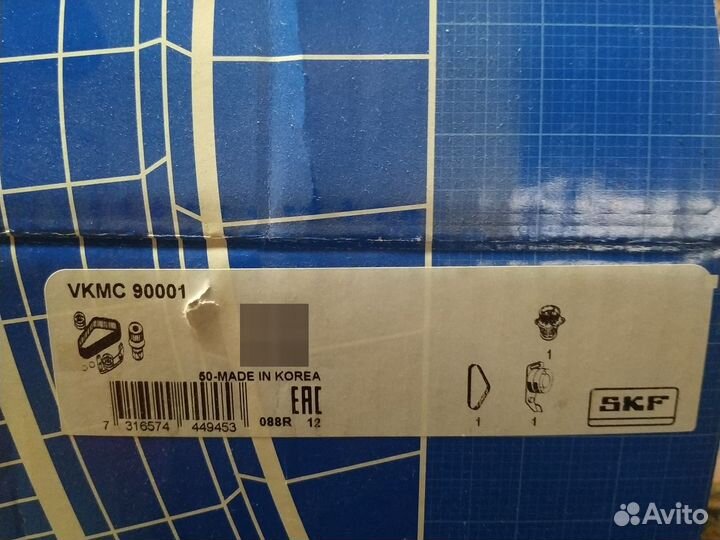 VKMC 90001
50-MADE IN KOREA
EAC
7 316574 449453
088R 12
1
1
1
SKF
Avito